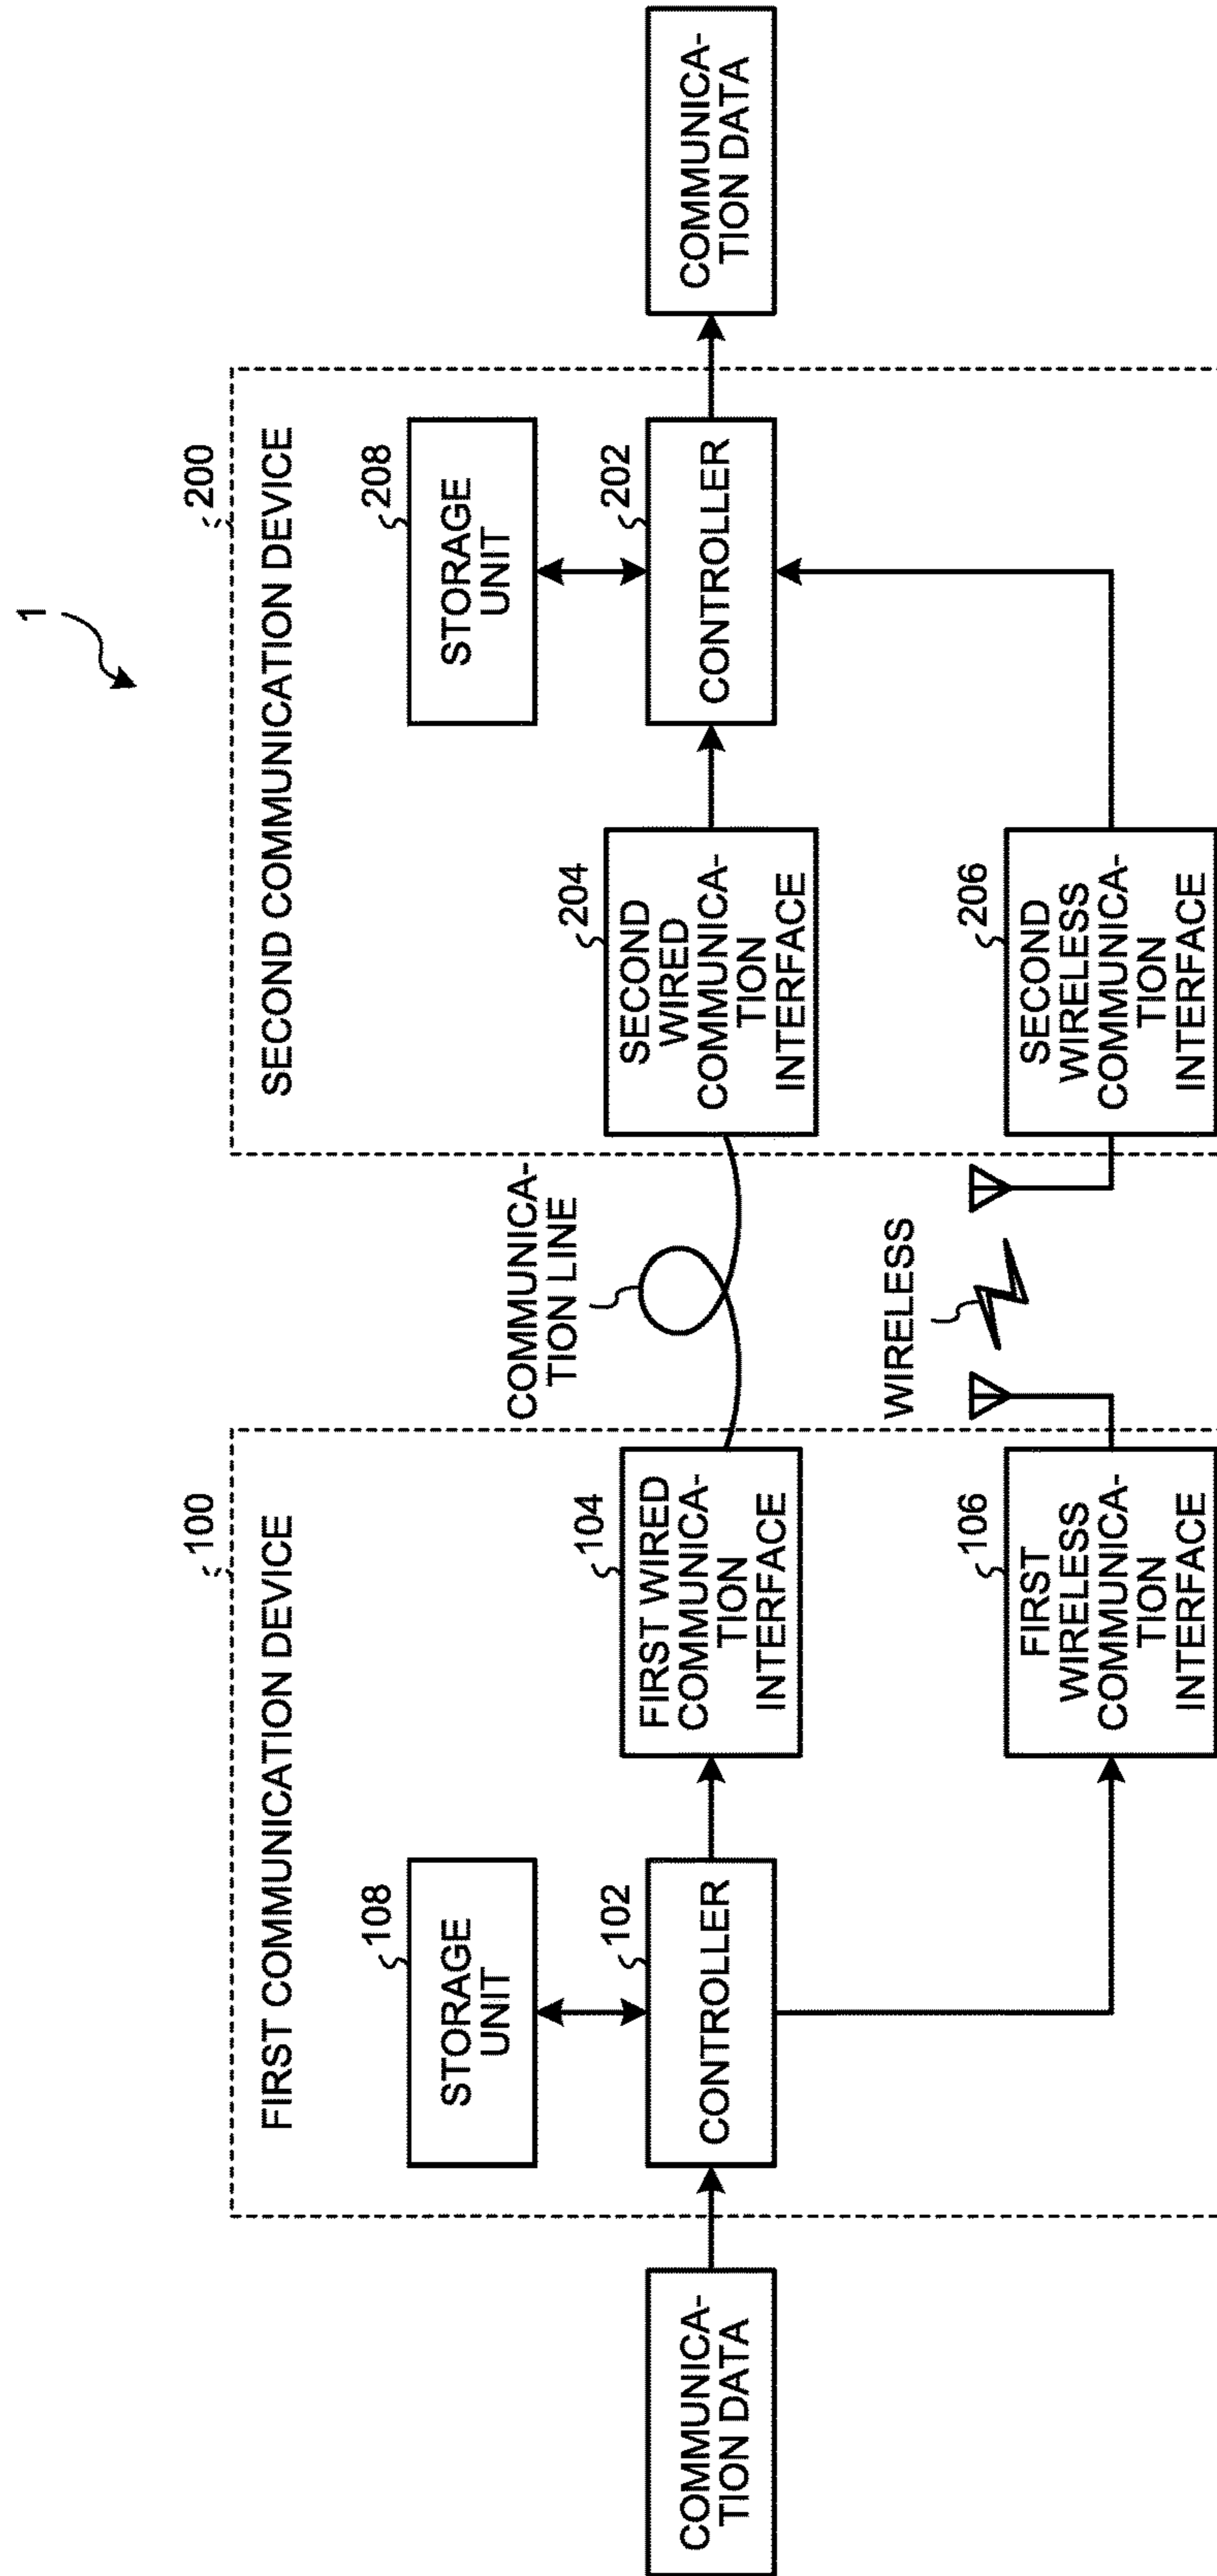 1
100
FIRST COMMUNICATION DEVICE
108
STORAGE
UNIT
102
CONTROLLER
COMMUNICA-
TION DATA
104
FIRST WIRED
COMMUNICA-
TION
INTERFACE
106
FIRST
WIRELESS
COMMUNICA-
TION
INTERFACE
COMMUNICA-
TION LINE
WIRELESS
200
SECOND COMMUNICATION DEVICE
204
SECOND
WIRED
COMMUNICA-
TION
INTERFACE
206
SECOND
WIRELESS
COMMUNICA-
TION
INTERFACE
208
STORAGE
UNIT
202
CONTROLLER
COMMUNICA-
TION DATA